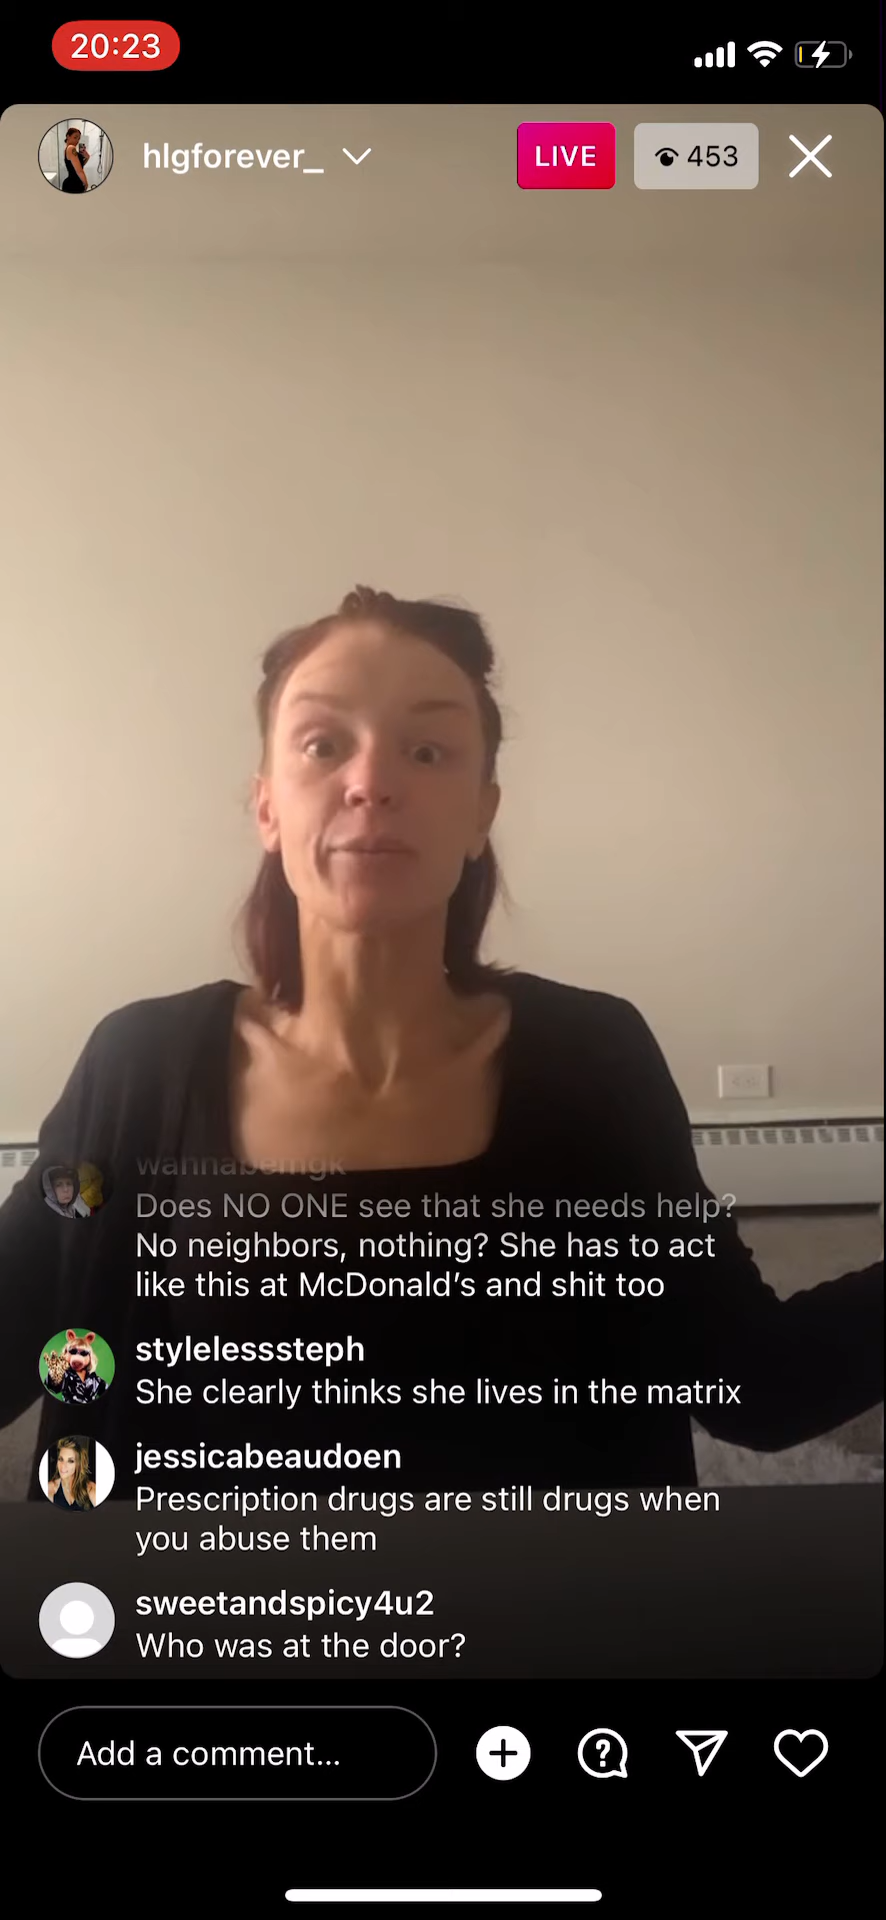 20:23
hlgforever_
LIVE
453
wannabemgk
Does NO ONE see that she needs help?
No neighbors, nothing? She has to act
like this at McDonald’s and shit too
stylelesssteph
She clearly thinks she lives in the matrix
jessicabeaudoen
Prescription drugs are still drugs when
you abuse them
sweetandspicy4u2
Who was at the door?
Add a comment...